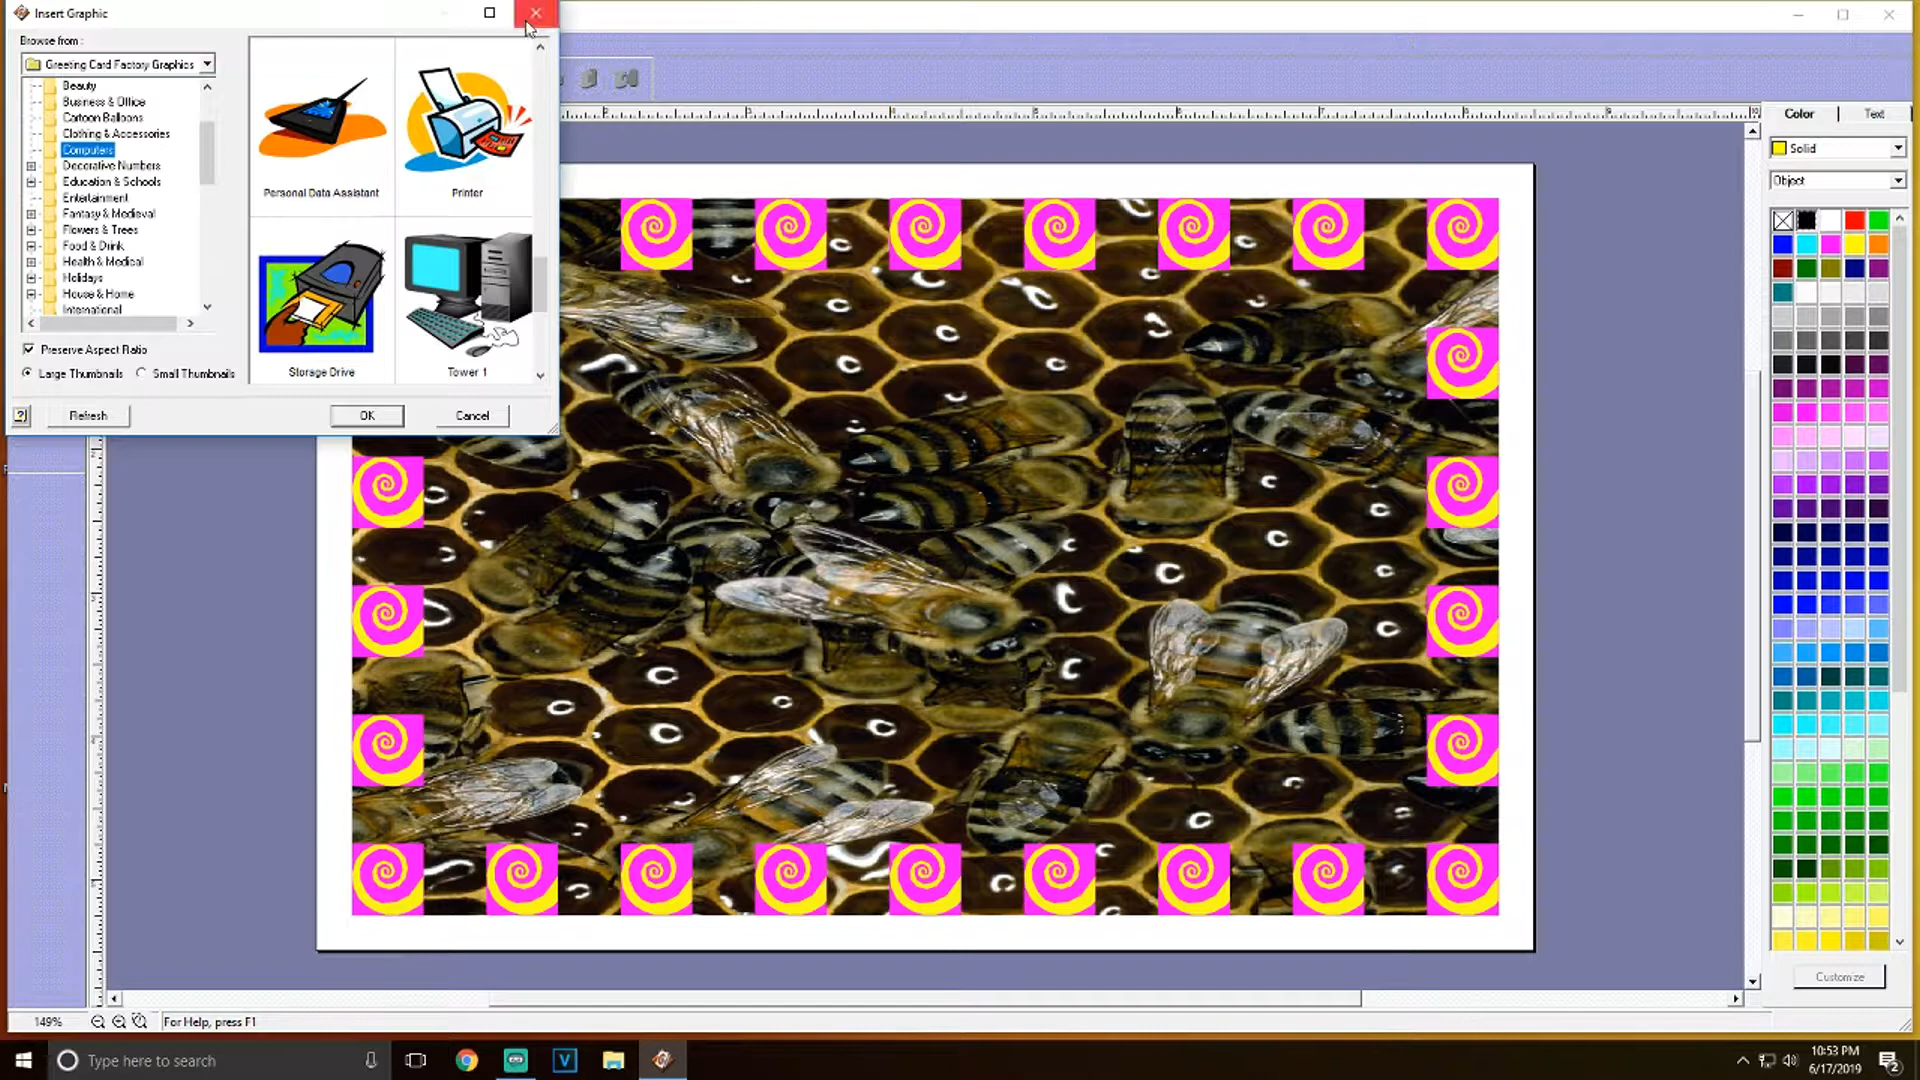 Insert Graphic
Browse from :
Greeting Card Factory Graphics
Beauty
Business & Office
Cartoon Balloons
Clothing & Accessories
Computers
Decorative Numbers
Education & Schools
Entertainment
Fantasy & Medieval
Flowers & Trees
Food & Drink
Health & Medical
Holidays
House & Home
International
Personal Data Assistant
Printer
Storage Drive
Tower 1
Preserve Aspect Ratio
Large Thumbnails
Small Thumbnails
Refresh
OK
Cancel
Color
Text
Solid
Object
Customize
149%
For Help, press F1
Type here to search
10:53 PM
6/17/2019